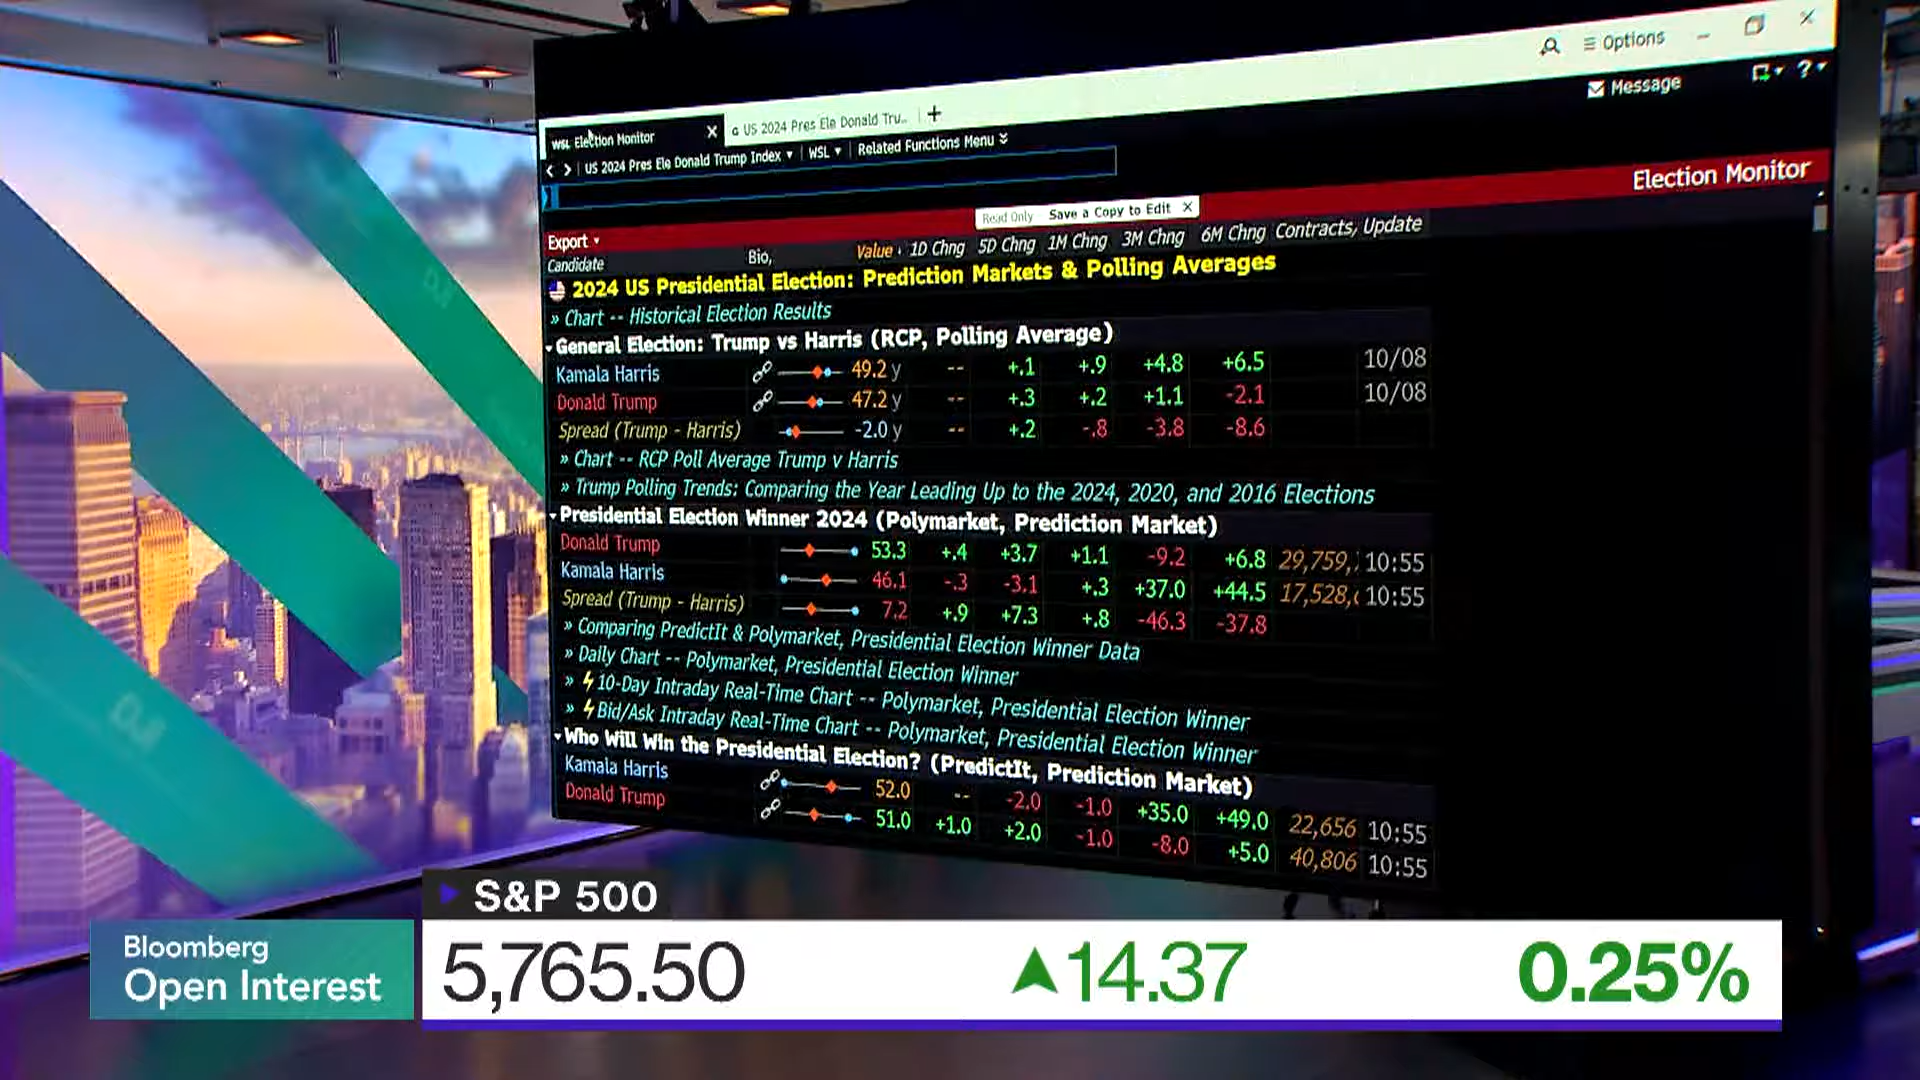 Options
Message
?
WSL Election Monitor
G US 2024 Pres Ele Donald Tru..
US 2024 Pres Ele Donald Trump Index
WSL
Related Functions Menu
Election Monitor
Read Only Save a Copy to Edit
Export
Candidate Bio, Value 1D Chng 5D Chng 1M Chng 3M Chng 6M Chng Contracts, Update
2024 US Presidential Election: Prediction Markets & Polling Averages
» Chart -- Historical Election Results
General Election: Trump vs Harris (RCP, Polling Average)
Kamala Harris 49.2 y -- +.1 +.9 +4.8 +6.5 10/08
Donald Trump 47.2 y -- +.3 +.2 +1.1 -2.1 10/08
Spread (Trump - Harris) -2.0 y -- +.2 -.8 -3.8 -8.6
» Chart -- RCP Poll Average Trump v Harris
» Trump Polling Trends: Comparing the Year Leading Up to the 2024, 2020, and 2016 Elections
Presidential Election Winner 2024 (Polymarket, Prediction Market)
Donald Trump 53.3 +.4 +3.7 +1.1 -9.2 +6.8 29,759, 10:55
Kamala Harris 46.1 -.3 -3.1 +.3 +37.0 +44.5 17,528, 10:55
Spread (Trump - Harris) 7.2 +.9 +7.3 +.8 -46.3 -37.8
» Comparing PredictIt & Polymarket, Presidential Election Winner Data
» Daily Chart -- Polymarket, Presidential Election Winner
» ⚡10-Day Intraday Real-Time Chart -- Polymarket, Presidential Election Winner
» ⚡Bid/Ask Intraday Real-Time Chart -- Polymarket, Presidential Election Winner
Who Will Win the Presidential Election? (PredictIt, Prediction Market)
Kamala Harris 52.0 -- -2.0 -1.0 +35.0 +49.0 22,656 10:55
Donald Trump 51.0 +1.0 +2.0 -1.0 -8.0 +5.0 40,806 10:55
S&P 500
Bloomberg
Open Interest
5,765.50 ▲14.37 0.25%
DJI
DJI